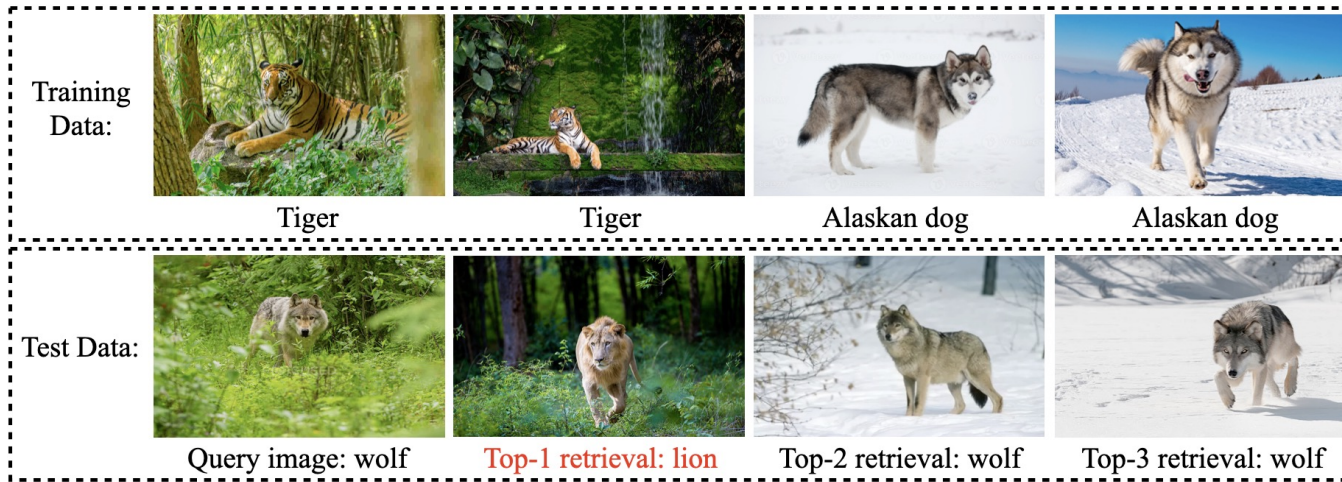 Training
Data:
Tiger
Tiger
Alaskan dog
Alaskan dog
Test Data:
Query image: wolf
Top-1 retrieval: lion
Top-2 retrieval: wolf
Top-3 retrieval: wolf